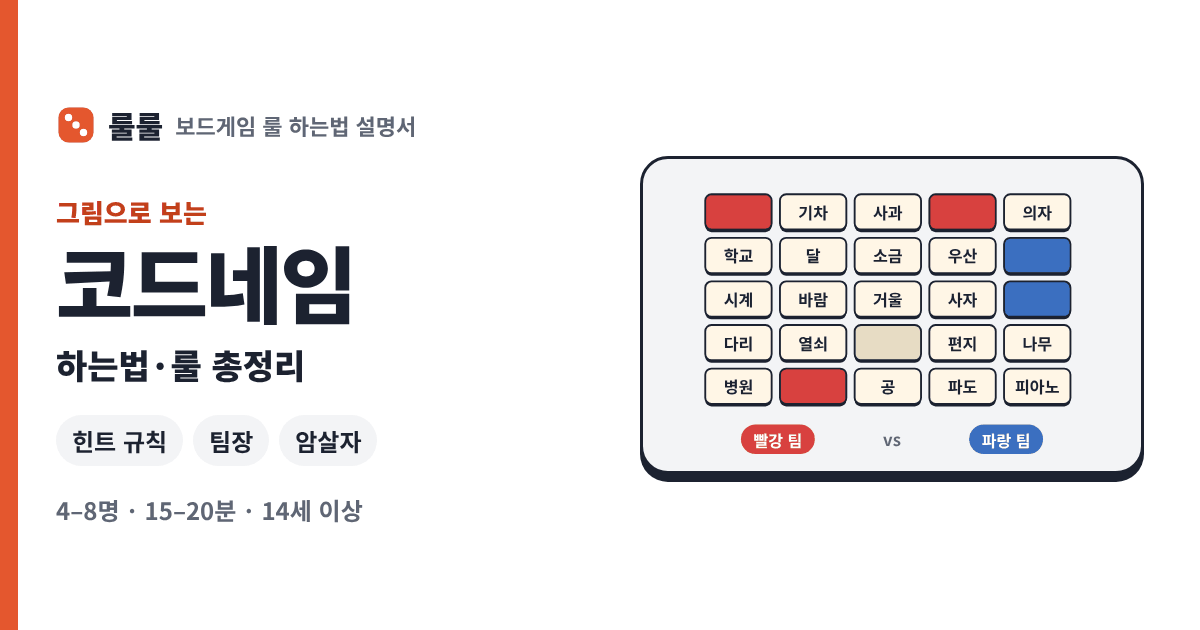 룰룰 보드게임 룰 하는법 설명서
그림으로 보는
코드네임
하는법·룰 총정리
힌트 규칙 팀장 암살자
4–8명 · 15–20분 · 14세 이상
기차 사과 의자
학교 달 소금 우산
시계 바람 거울 사자
다리 열쇠 편지 나무
병원 공 파도 피아노
빨강 팀 vs 파랑 팀